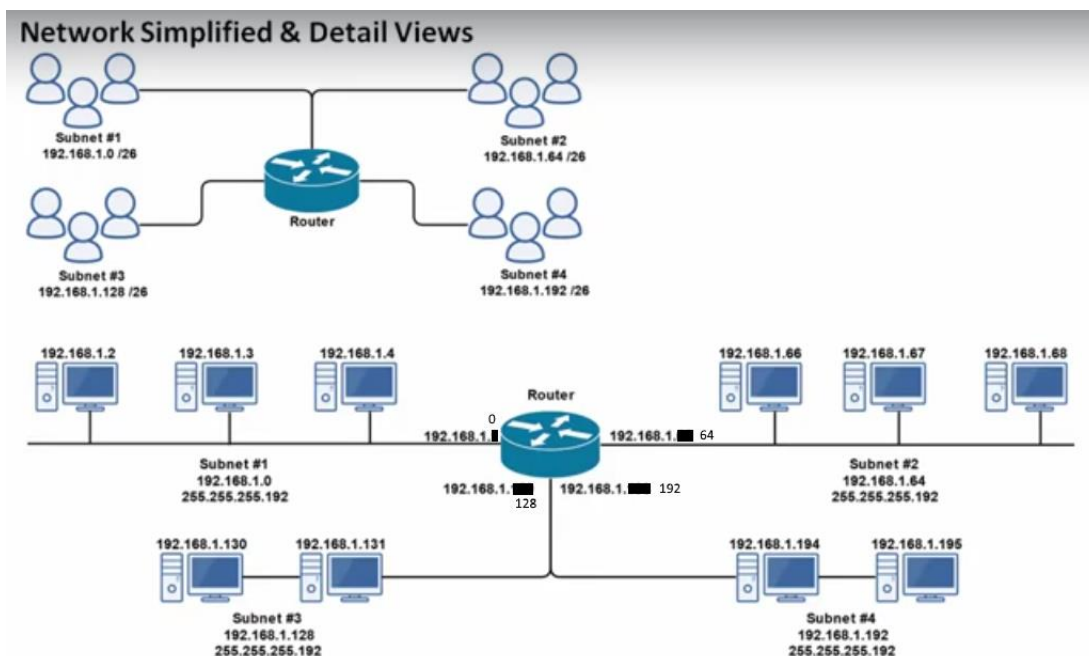 Network Simplified & Detail Views
Subnet #1
192.168.1.0 /26
Subnet #2
192.168.1.64 /26
Router
Subnet #3
192.168.1.128 /26
Subnet #4
192.168.1.192 /26
192.168.1.2
192.168.1.3
192.168.1.4
Router
192.168.1.66
192.168.1.67
192.168.1.68
0
192.168.1.
192.168.1.
64
Subnet #1
192.168.1.0
255.255.255.192
Subnet #2
192.168.1.64
255.255.255.192
192.168.1.
128
192.168.1.
192
192.168.1.130
192.168.1.131
192.168.1.194
192.168.1.195
Subnet #3
192.168.1.128
255.255.255.192
Subnet #4
192.168.1.192
255.255.255.192